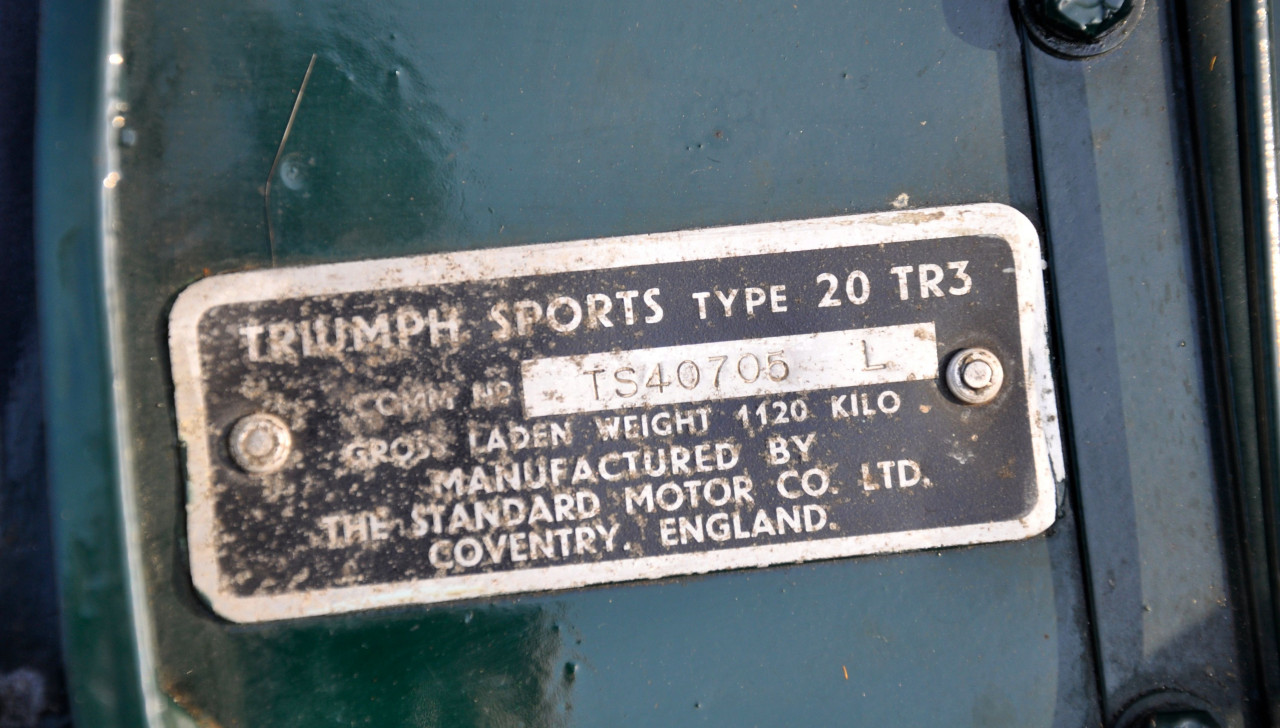 TRIUMPH SPORTS TYPE 20 TR3
COMM Nº TS40705 L
GROSS LADEN WEIGHT 1120 KILO
MANUFACTURED BY
THE STANDARD MOTOR CO. LTD.
COVENTRY. ENGLAND.